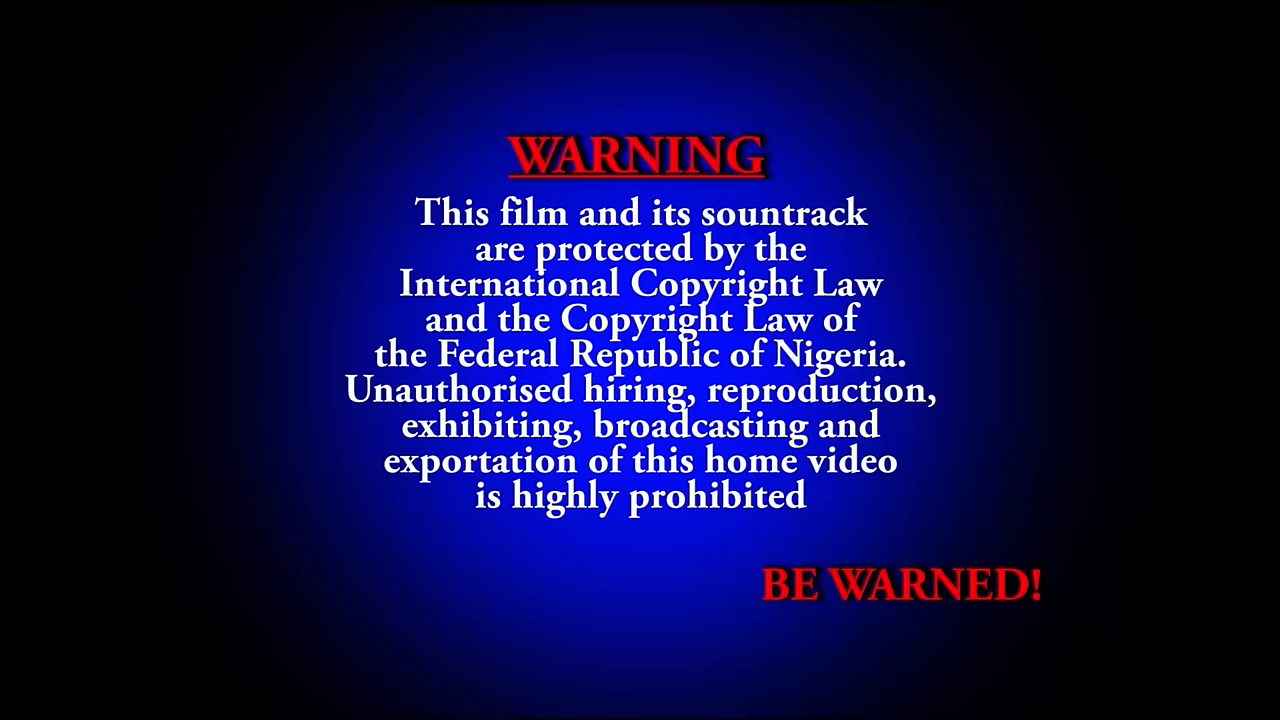 WARNING
This film and its sountrack
are protected by the
International Copyright Law
and the Copyright Law of
the Federal Republic of Nigeria.
Unauthorised hiring, reproduction,
exhibiting, broadcasting and
exportation of this home video
is highly prohibited
BE WARNED!